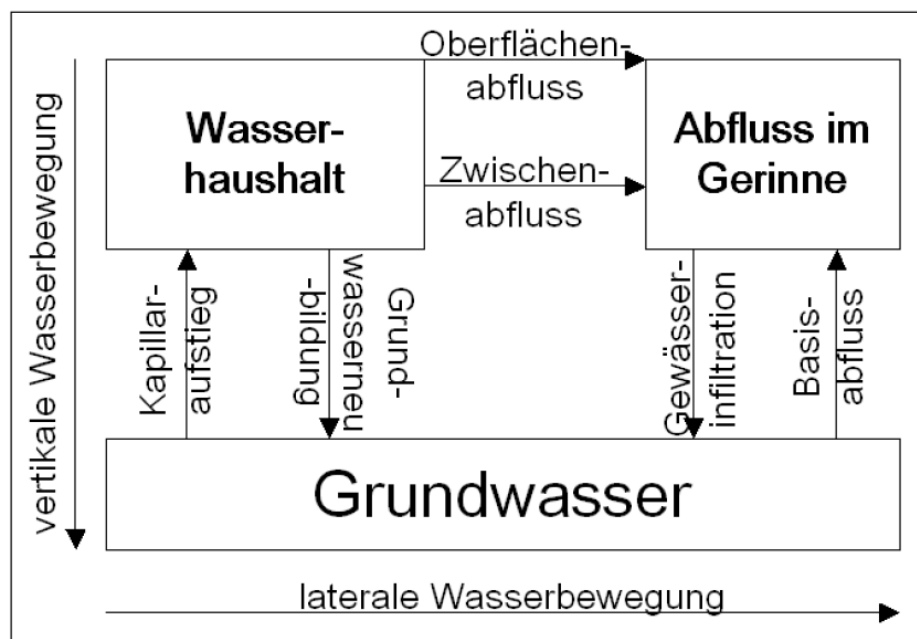 Oberflächen-
abfluss
Wasser-
haushalt
Abfluss im
Gerinne
Zwischen-
abfluss
vertikale Wasserbewegung
Kapillar-
aufstieg
Grund-
wasserneu
-bildung
Gewässer-
infiltration
Basis-
abfluss
Grundwasser
laterale Wasserbewegung